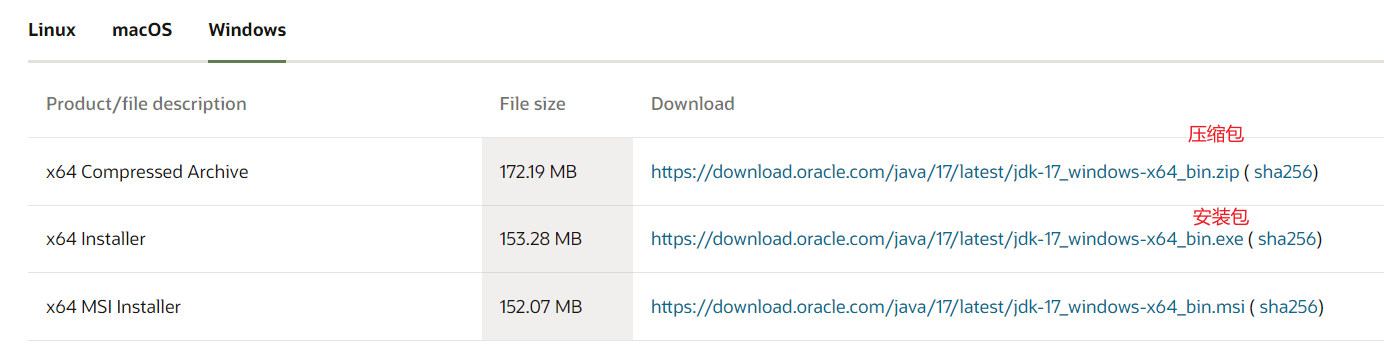 Linux macOS Windows
Product/file description File size Download
压缩包
x64 Compressed Archive 172.19 MB https://download.oracle.com/java/17/latest/jdk-17_windows-x64_bin.zip ( sha256)
安装包
x64 Installer 153.28 MB https://download.oracle.com/java/17/latest/jdk-17_windows-x64_bin.exe ( sha256)
x64 MSI Installer 152.07 MB https://download.oracle.com/java/17/latest/jdk-17_windows-x64_bin.msi ( sha256)